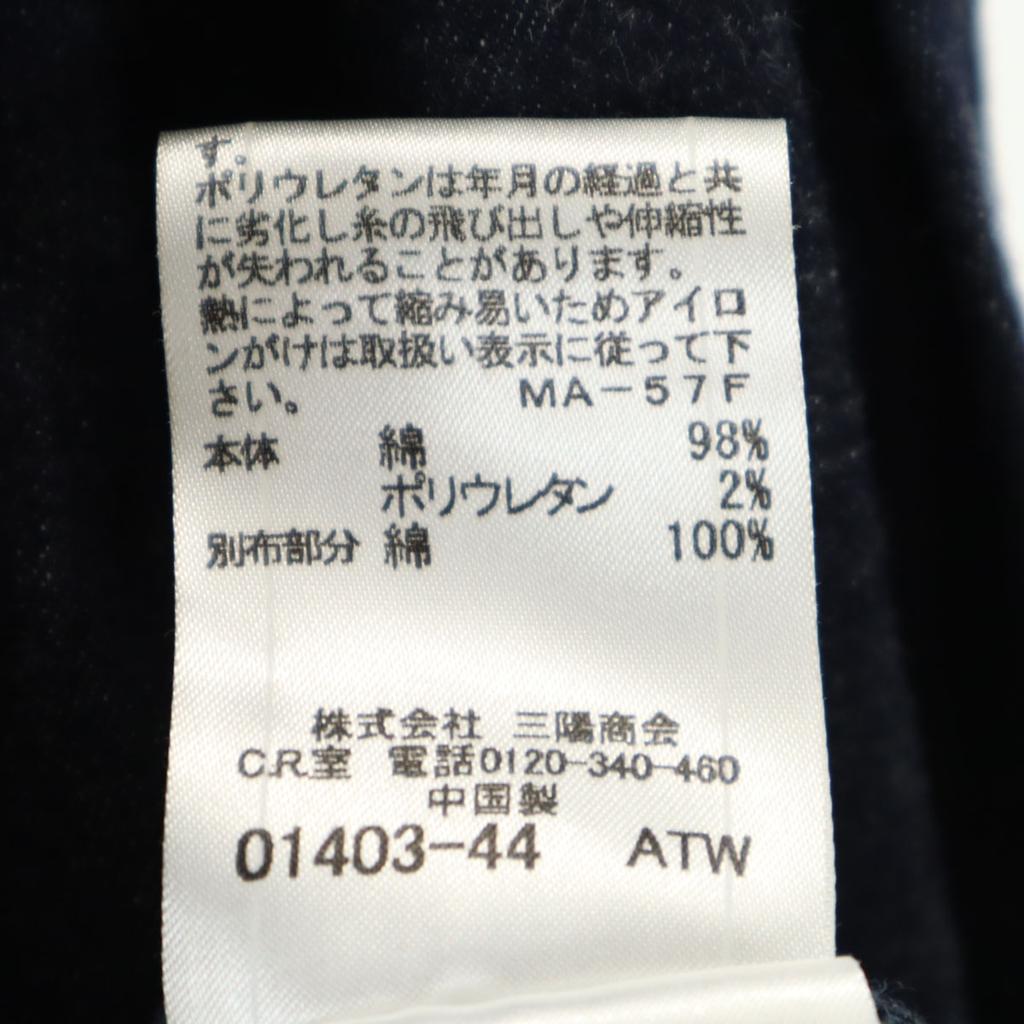 す。
ポリウレタンは年月の経過と共
に劣化し糸の飛び出しや伸縮性
が失われることがあります。
熱によって縮み易いためアイロ
ンがけは取扱い表示に従って下
さい。 MA-57F
本体 綿 98%
ポリウレタン 2%
別布部分 綿 100%
株式会社 三陽商会
C.R.室 電話0120-340-460
中国製
01403-44 ATW